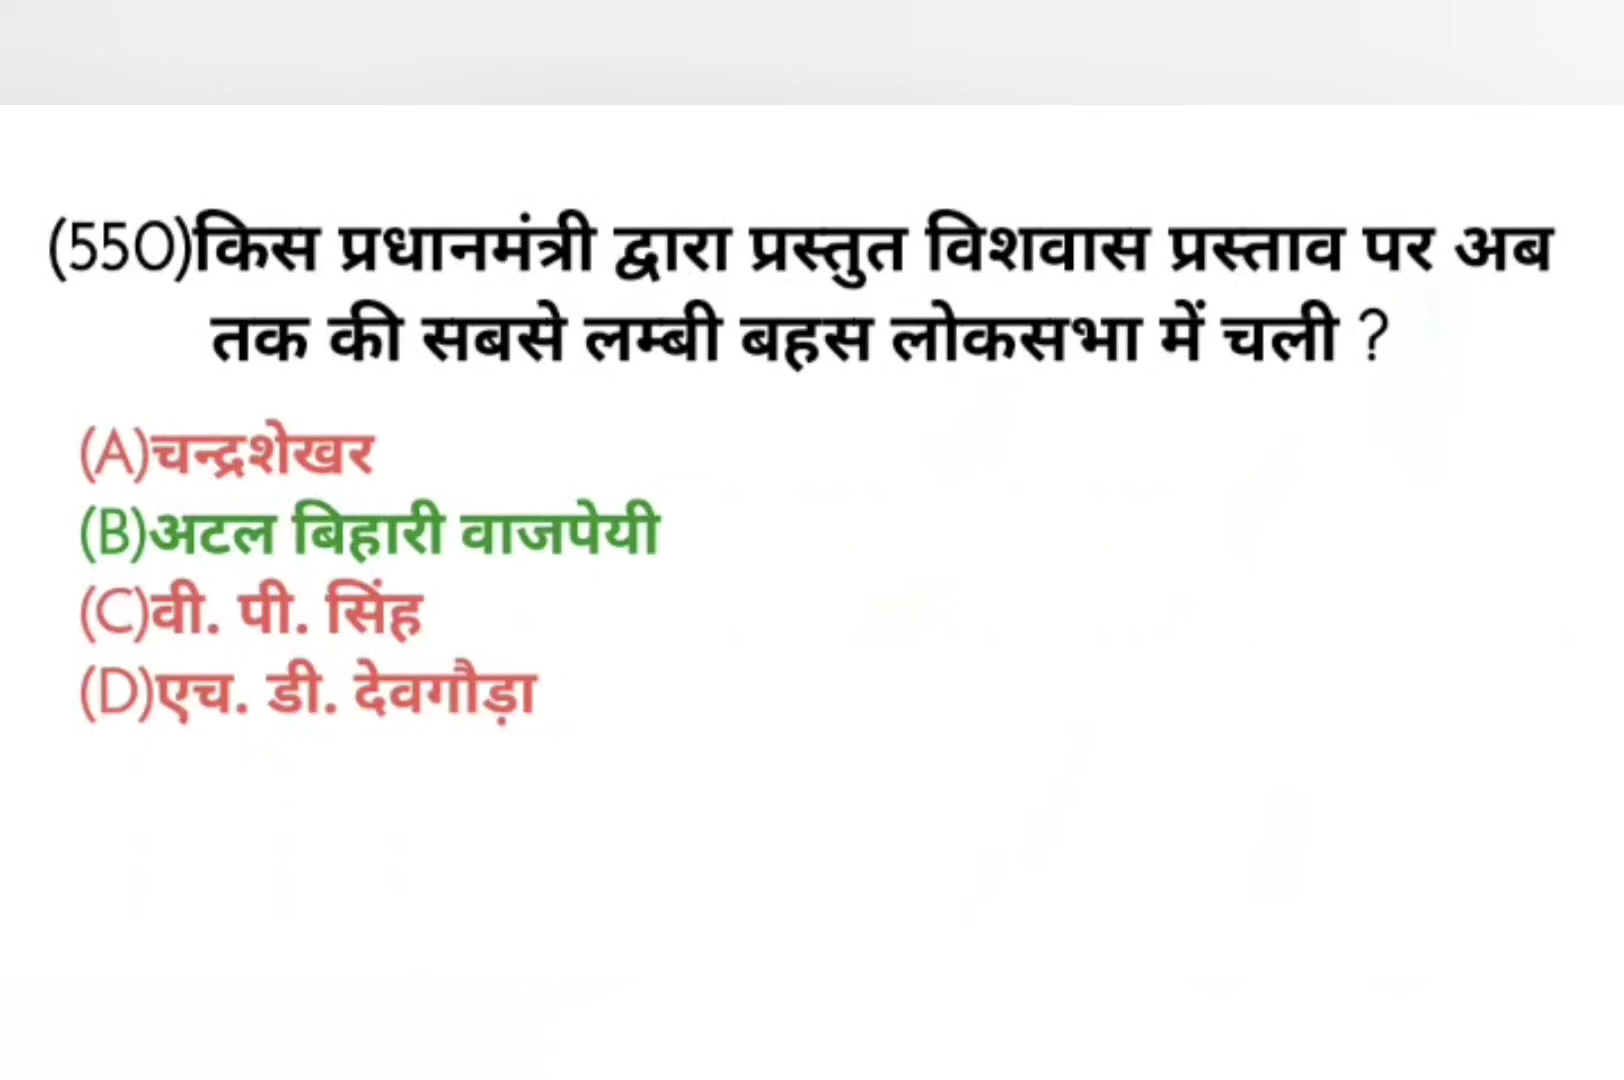 (550)किस प्रधानमंत्री द्वारा प्रस्तुत विशवास प्रस्ताव पर अब
तक की सबसे लम्बी बहस लोकसभा में चली ?
(A)चन्द्रशेखर
(B)अटल बिहारी वाजपेयी
(C)वी. पी. सिंह
(D)एच. डी. देवगौड़ा